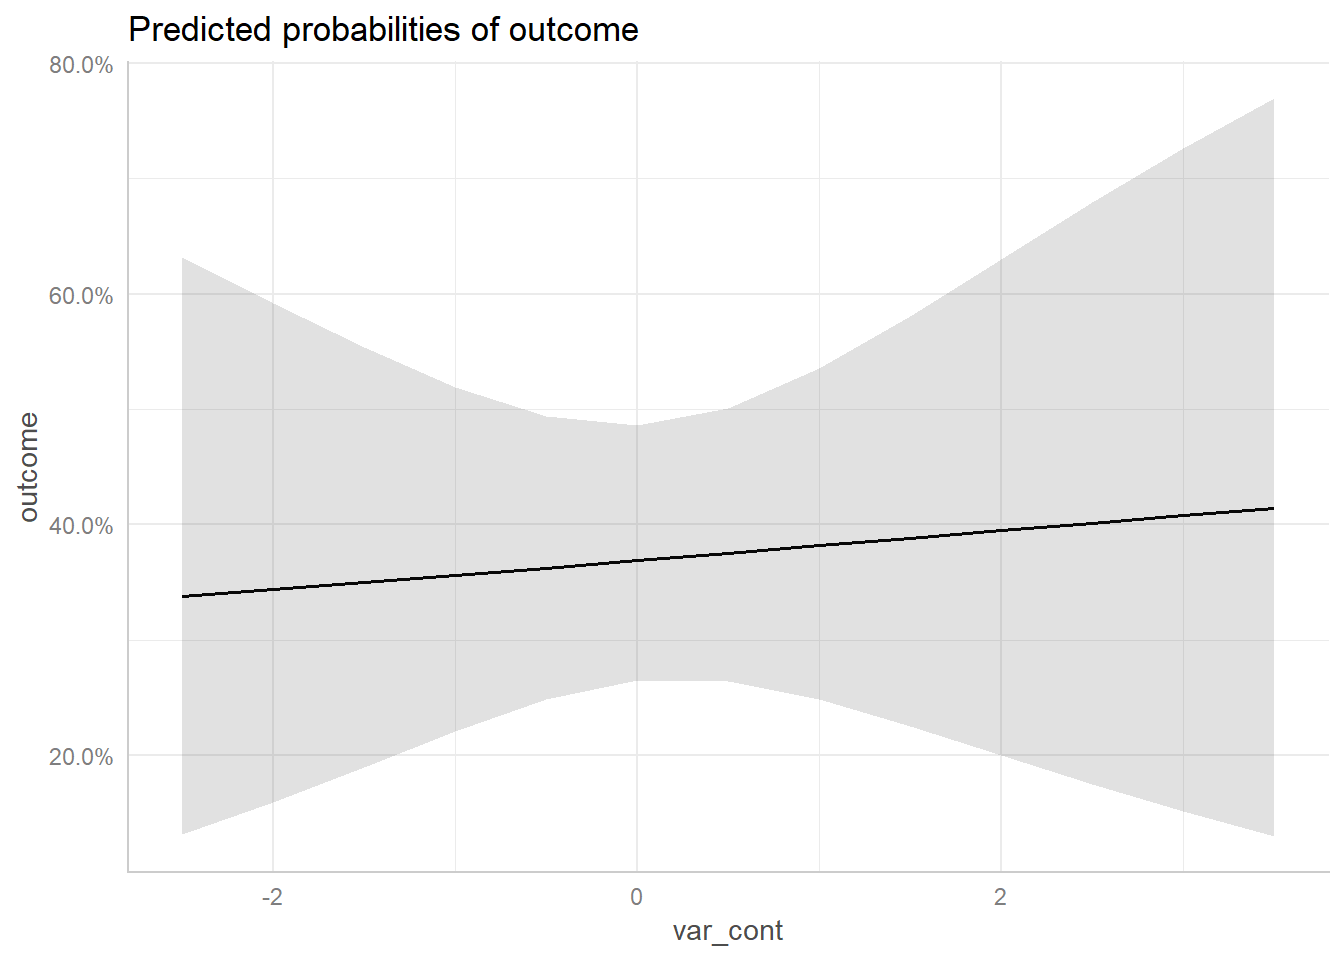 Predicted probabilities of outcome
80.0%
60.0%
40.0%
20.0%
outcome
-2
0
2
var_cont